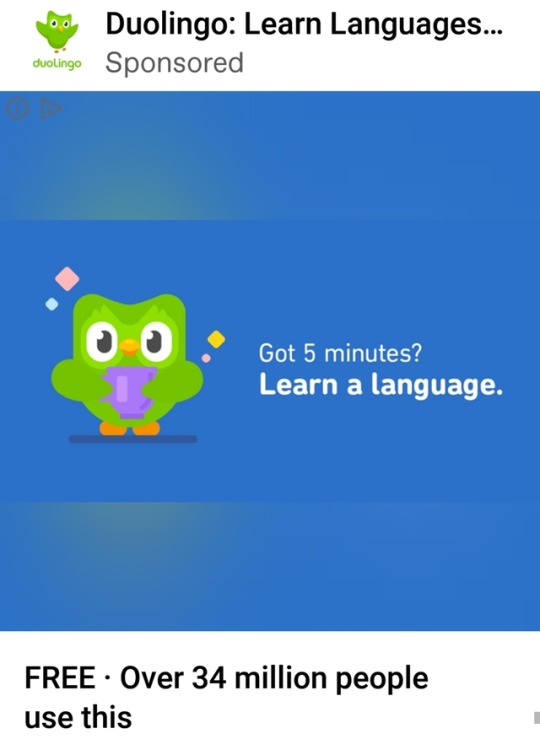 Duolingo: Learn Languages...
duolingo
Sponsored
Got 5 minutes?
Learn a language.
FREE · Over 34 million people
use this